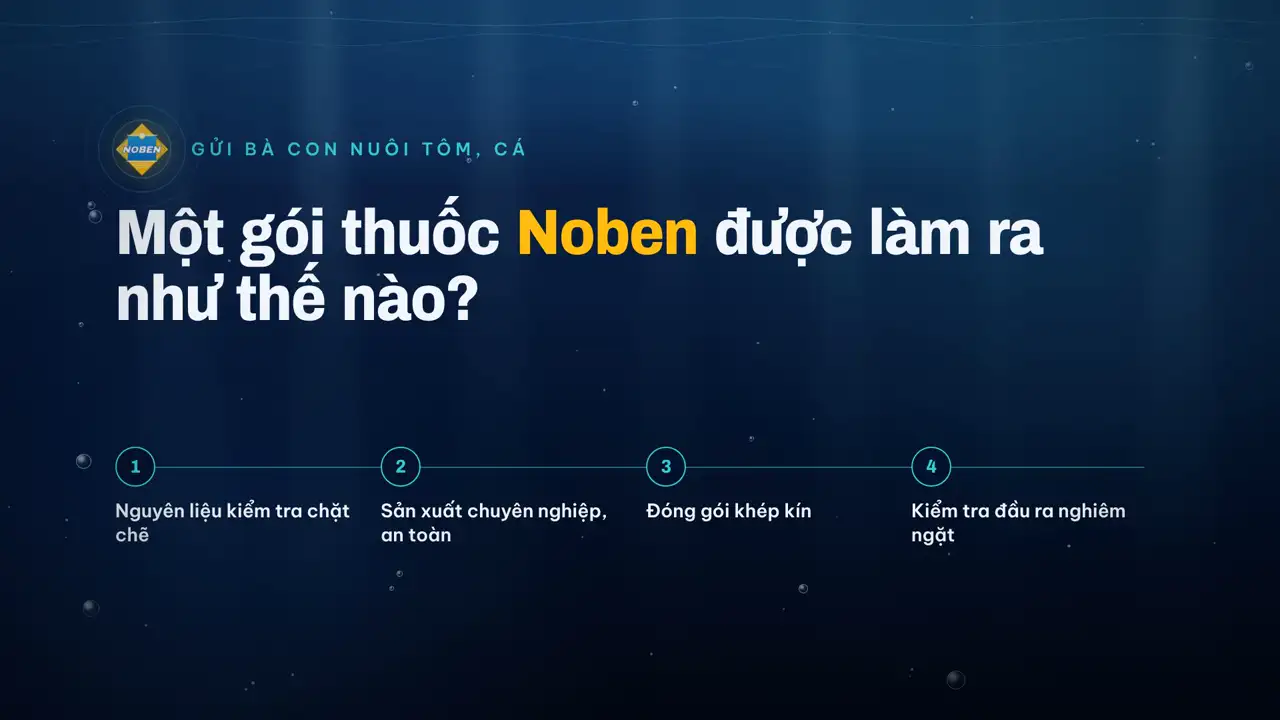 NOBEN
GỬI BÀ CON NUÔI TÔM, CÁ
Một gói thuốc Noben được làm ra
như thế nào?
1
2
3
4
Nguyên liệu kiểm tra chặt
chẽ
Sản xuất chuyên nghiệp,
an toàn
Đóng gói khép kín
Kiểm tra đầu ra nghiêm
ngặt